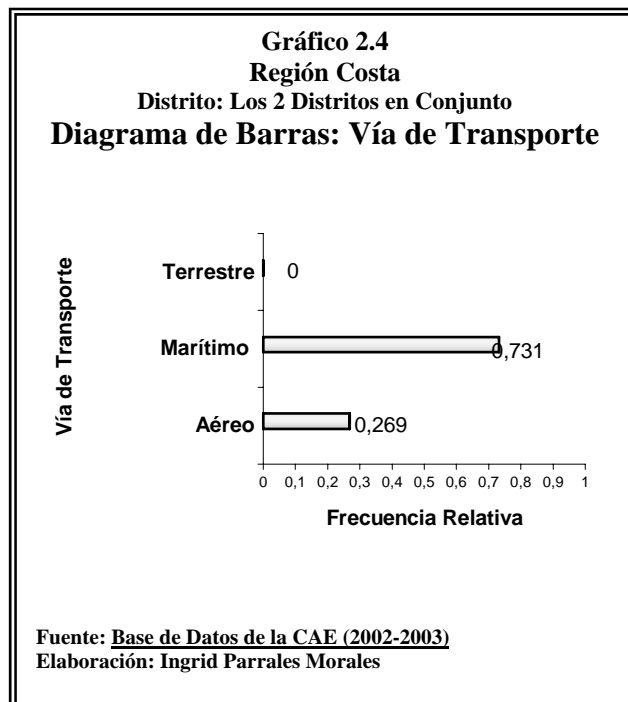 Gráfico 2.4
Región Costa
Distrito: Los 2 Distritos en Conjunto
Diagrama de Barras: Vía de Transporte
Vía de Transporte
Terrestre 0
Marítimo 0,731
Aéreo 0,269
0 0,1 0,2 0,3 0,4 0,5 0,6 0,7 0,8 0,9 1
Frecuencia Relativa
Fuente: Base de Datos de la CAE (2002-2003)
Elaboración: Ingrid Parrales Morales